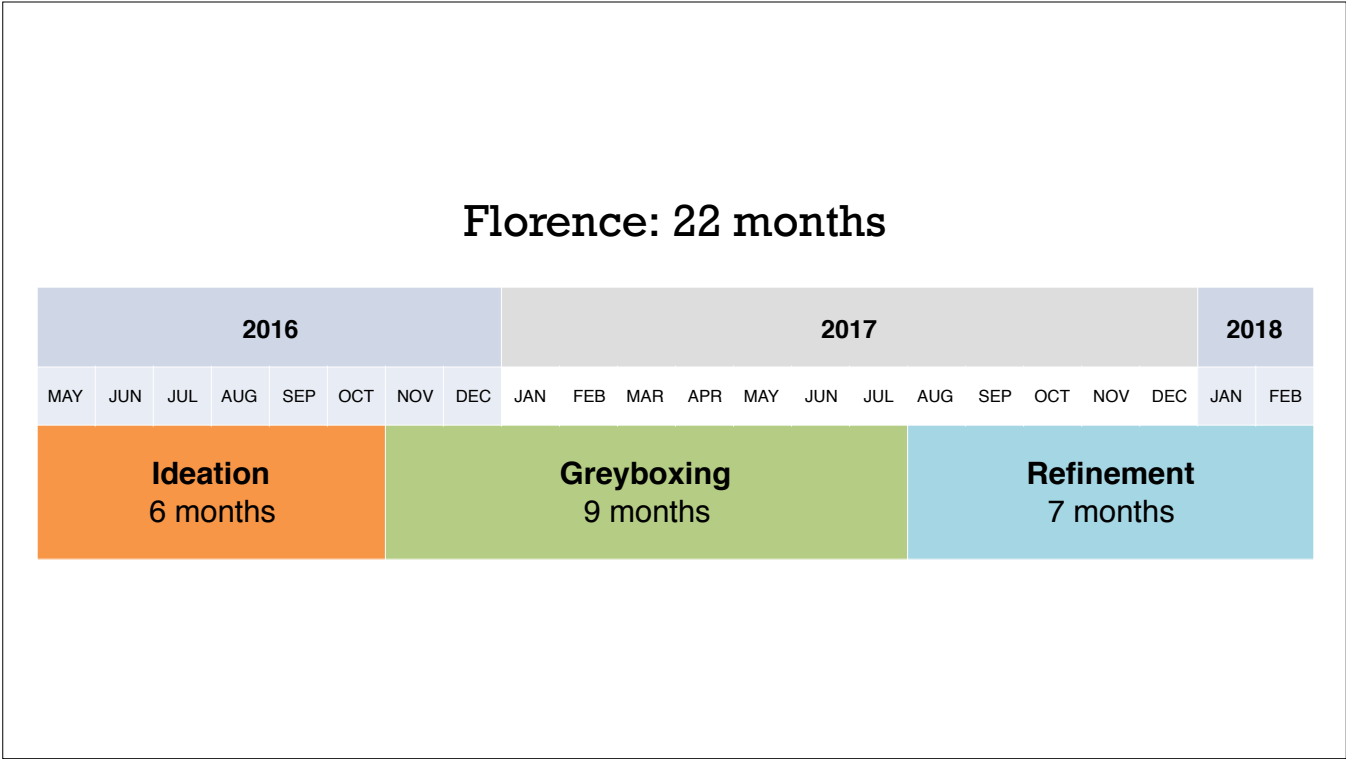 Florence: 22 months
2016 2017 2018
MAY JUN JUL AUG SEP OCT NOV DEC JAN FEB MAR APR MAY JUN JUL AUG SEP OCT NOV DEC JAN FEB
Ideation Greyboxing Refinement
6 months 9 months 7 months